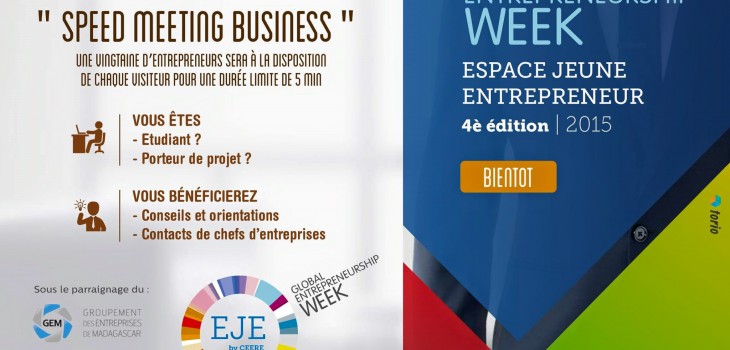 " SPEED MEETING BUSINESS "
UNE VINGTAINE D'ENTREPRENEURS SERA À LA DISPOSITION
DE CHAQUE VISITEUR POUR UNE DURÉE LIMITE DE 5 MIN
VOUS ÊTES
- Etudiant ?
- Porteur de projet ?
VOUS BÉNÉFICIEREZ
- Conseils et orientations
- Contacts de chefs d'entreprises
Sous le parraignage du :
GEM
GROUPEMENT
DES ENTREPRISES
DE MADAGASCAR
EJE
by CEERE
GLOBAL
ENTREPRENEURSHIP
WEEK
ENTREPRENEURSHIP
WEEK
ESPACE JEUNE
ENTREPRENEUR
4è édition | 2015
BIENTOT
torio